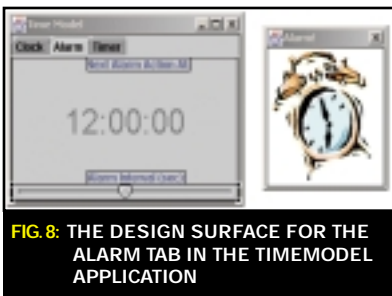 Time Model
Clock Alarm Timer
Next Alarm Action At
12:00:00
Alarm Interval (sec)
Alarm!
FIG. 8: THE DESIGN SURFACE FOR THE
ALARM TAB IN THE TIMEMODEL
APPLICATION